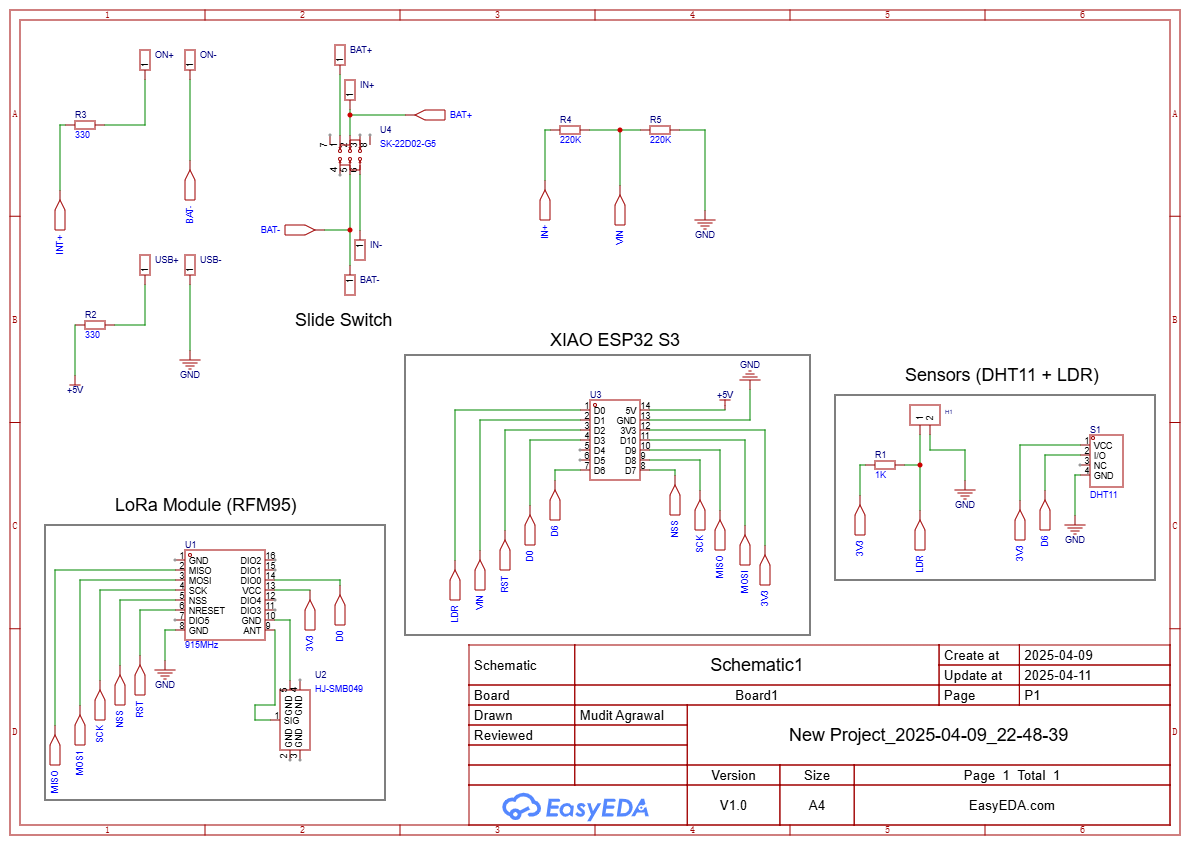 1 2 3 4 5 6
A A
B B
C C
D D
ON+
1
ON-
1
R3
330
INT+
BAT-
USB+
1
USB-
1
R2
330
+5V
GND
BAT+
1
IN+
1
BAT+
U4
SK-22D02-G5
7 1 2 3 8
4 5 6
BAT-
IN-
1
BAT-
1
Slide Switch
R4
220K
R5
220K
IN+
VIN
GND
XIAO ESP32 S3
GND
+5V
U3
1 D0 5V 14
2 D1 GND 13
3 D2 3V3 12
4 D3 D10 11
5 D4 D9 10
6 D5 D8 9
7 D6 D7 8
LDR
VIN
RST
D0
D6
NSS
SCK
MISO
MOSI
3V3
Sensors (DHT11 + LDR)
H1
1 2
R1
1K
3V3
LDR
GND
S1
1 VCC
2 I/O
3 NC
4 GND
DHT11
3V3
D6
GND
LoRa Module (RFM95)
U1
1 GND DIO2 16
2 MISO DIO1 15
3 MOSI DIO0 14
4 SCK VCC 13
5 NSS DIO4 12
6 NRESET DIO3 11
7 DIO5 GND 10
8 GND ANT 9
915MHz
GND
3V3
D0
MISO
MOS1
SCK
NSS
RST
U2
HJ-SMB049
5 4
GND GND
1 SIG
GND GND
2 3
Schematic Schematic1
Create at 2025-04-09
Update at 2025-04-11
Board Board1 Page P1
Drawn Mudit Agrawal
Reviewed
New Project_2025-04-09_22-48-39
Version Size Page 1 Total 1
EasyEDA V1.0 A4 EasyEDA.com
1 2 3 4 5 6